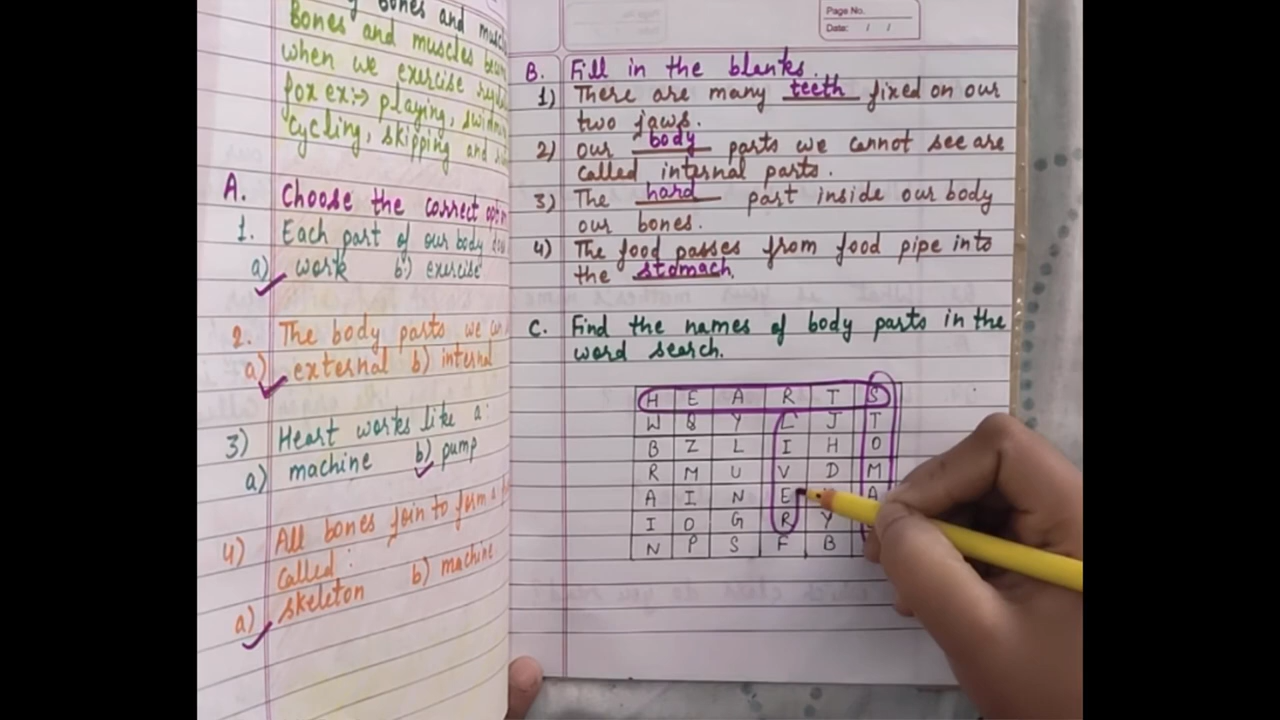 Bones and muscles
when we exercise
for ex:-> playing,
cycling, skipping and
A. Choose the correct
1. Each part of our body
a) work b) exercise
2. The body parts we
a) external b) internal
3) Heart works like a:
a) machine b) pump
4) All bones join to form a
called:
a) skeleton b) machine
Page No.
Date: / /
B. Fill in the blanks.
1) There are many teeth fixed on our
two jaws.
2) our body parts we cannot see are
called internal parts.
3) The hard part inside our body
our bones.
4) The food passes from food pipe into
the stomach.
C. Find the names of body parts in the
word search.
H E A R T S
W Q Y L J T
B Z L I H O
R M U V D M
A I N E A
I O G R Y
N P S F B